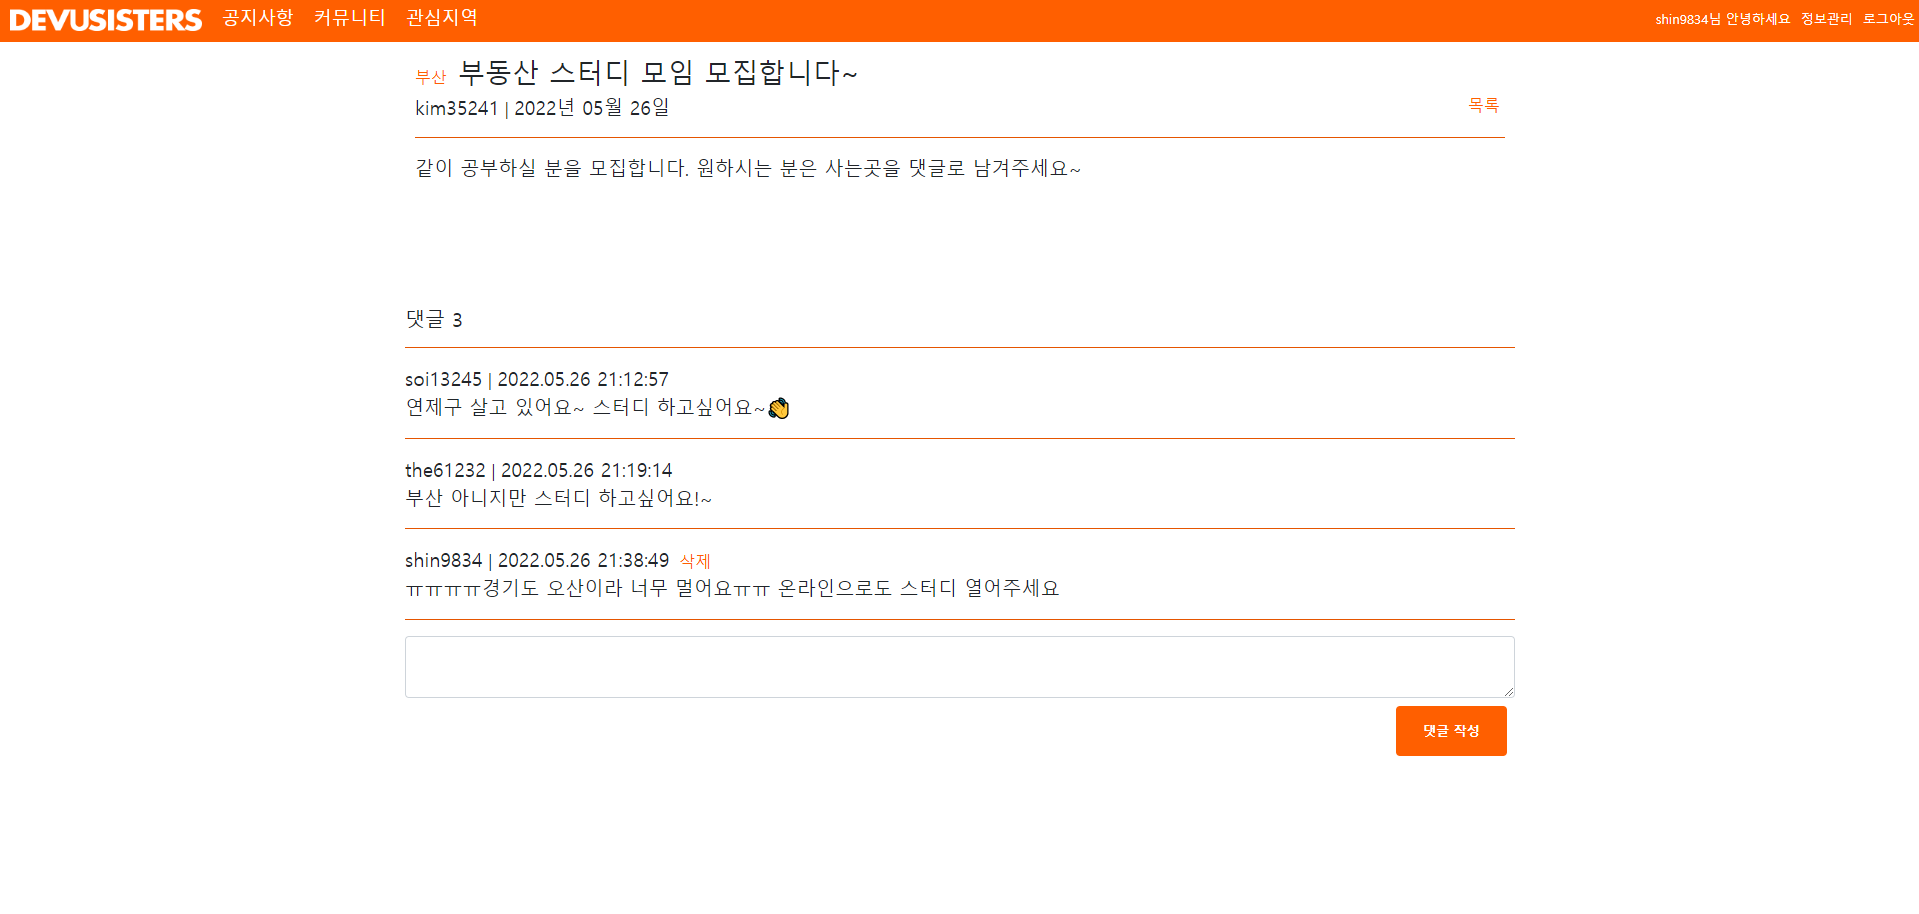 DEVUSISTERS 공지사항 커뮤니티 관심지역 shin9834님 안녕하세요 정보관리 로그아웃
부산 부동산 스터디 모임 모집합니다~
kim35241 | 2022년 05월 26일 목록
같이 공부하실 분을 모집합니다. 원하시는 분은 사는곳을 댓글로 남겨주세요~
댓글 3
soi13245 | 2022.05.26 21:12:57
연제구 살고 있어요~ 스터디 하고싶어요~👏
the61232 | 2022.05.26 21:19:14
부산 아니지만 스터디 하고싶어요!~
shin9834 | 2022.05.26 21:38:49 삭제
ㅠㅠㅠㅠ경기도 오산이라 너무 멀어요ㅠㅠ 온라인으로도 스터디 열어주세요
댓글 작성